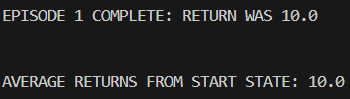 EPISODE 1 COMPLETE: RETURN WAS 10.0
AVERAGE RETURNS FROM START STATE: 10.0